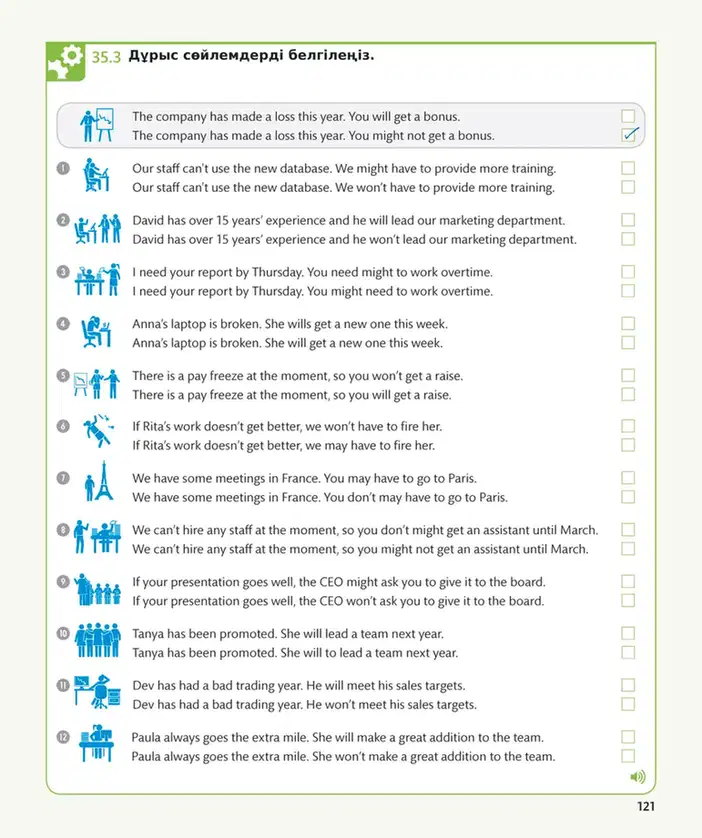 35.3 Дұрыс сөйлемдерді белгілеңіз.
The company has made a loss this year. You will get a bonus.
The company has made a loss this year. You might not get a bonus.
1 Our staff can't use the new database. We might have to provide more training.
Our staff can't use the new database. We won't have to provide more training.
2 David has over 15 years' experience and he will lead our marketing department.
David has over 15 years' experience and he won't lead our marketing department.
3 I need your report by Thursday. You need might to work overtime.
I need your report by Thursday. You might need to work overtime.
4 Anna's laptop is broken. She wills get a new one this week.
Anna's laptop is broken. She will get a new one this week.
5 There is a pay freeze at the moment, so you won't get a raise.
There is a pay freeze at the moment, so you will get a raise.
6 If Rita's work doesn't get better, we won't have to fire her.
If Rita's work doesn't get better, we may have to fire her.
7 We have some meetings in France. You may have to go to Paris.
We have some meetings in France. You don't may have to go to Paris.
8 We can't hire any staff at the moment, so you don't might get an assistant until March.
We can't hire any staff at the moment, so you might not get an assistant until March.
9 If your presentation goes well, the CEO might ask you to give it to the board.
If your presentation goes well, the CEO won't ask you to give it to the board.
10 Tanya has been promoted. She will lead a team next year.
Tanya has been promoted. She will to lead a team next year.
11 Dev has had a bad trading year. He will meet his sales targets.
Dev has had a bad trading year. He won't meet his sales targets.
12 Paula always goes the extra mile. She will make a great addition to the team.
Paula always goes the extra mile. She won't make a great addition to the team.
121